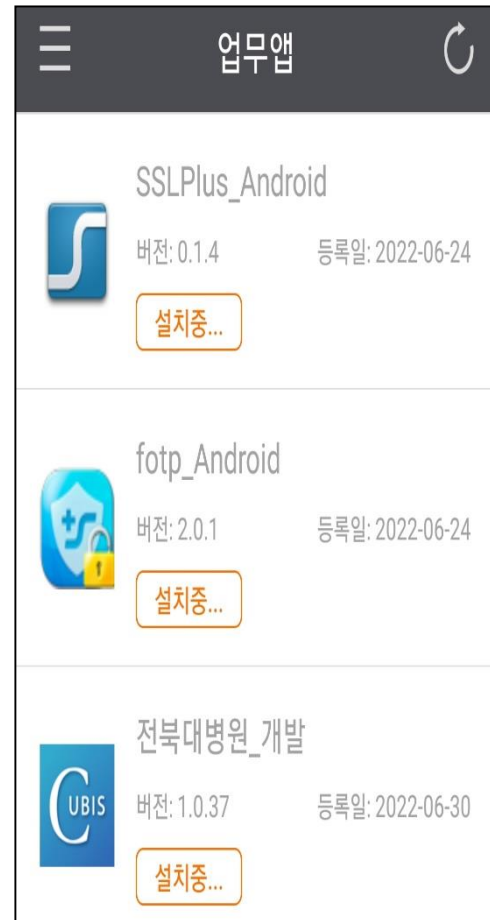 업무앱
SSLPlus_Android
버전: 0.1.4 등록일: 2022-06-24
설치중...
fotp_Android
버전: 2.0.1 등록일: 2022-06-24
설치중...
전북대병원_개발
CUBIS
버전: 1.0.37 등록일: 2022-06-30
설치중...